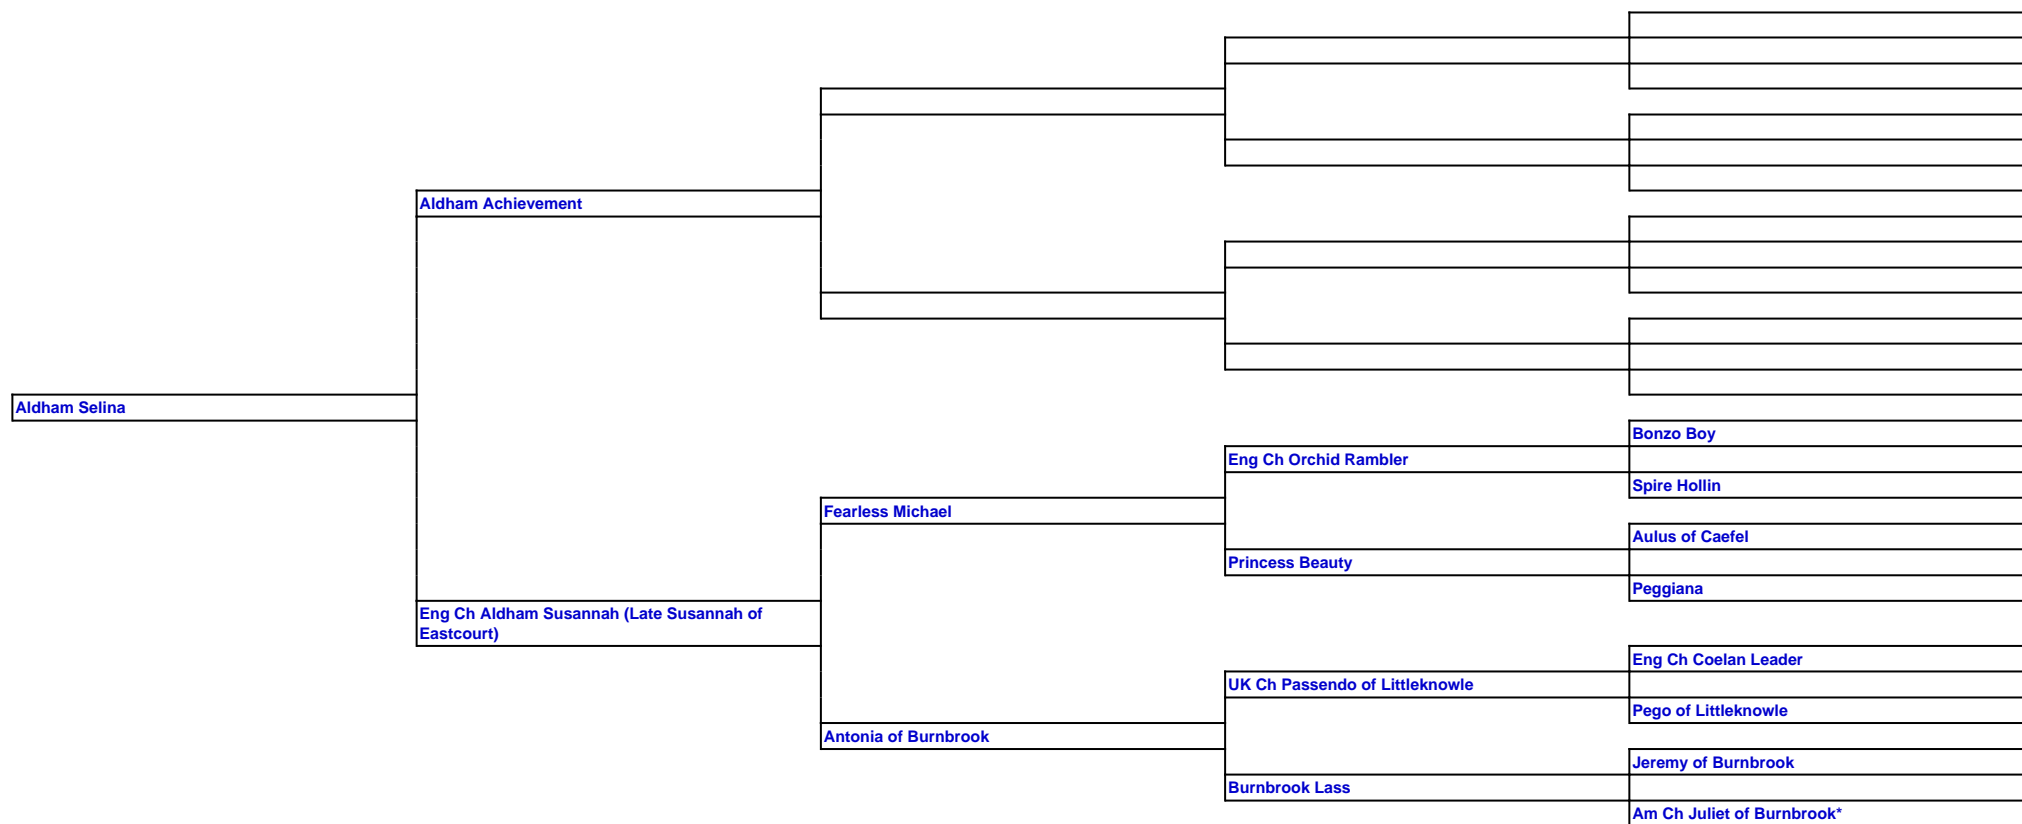 Aldham Achievement
Aldham Selina
Bonzo Boy
Eng Ch Orchid Rambler
Spire Hollin
Fearless Michael
Aulus of Caefel
Princess Beauty
Peggiana
Eng Ch Aldham Susannah (Late Susannah of
Eastcourt)
Eng Ch Coelan Leader
UK Ch Passendo of Littleknowle
Pego of Littleknowle
Antonia of Burnbrook
Jeremy of Burnbrook
Burnbrook Lass
Am Ch Juliet of Burnbrook*